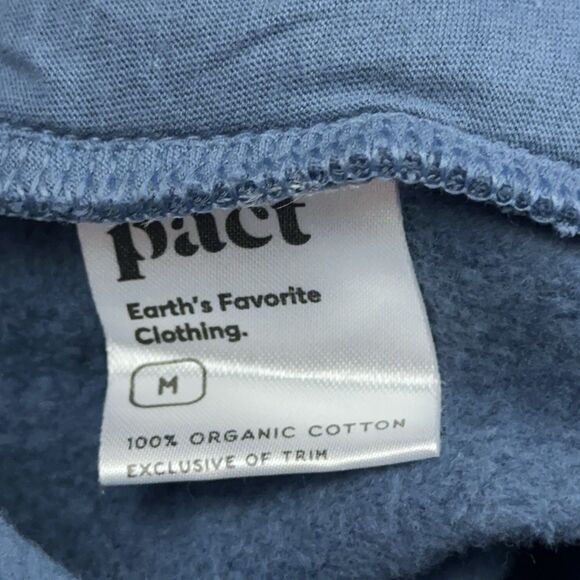 pact
Earth's Favorite
Clothing.
M
100% ORGANIC COTTON
EXCLUSIVE OF TRIM